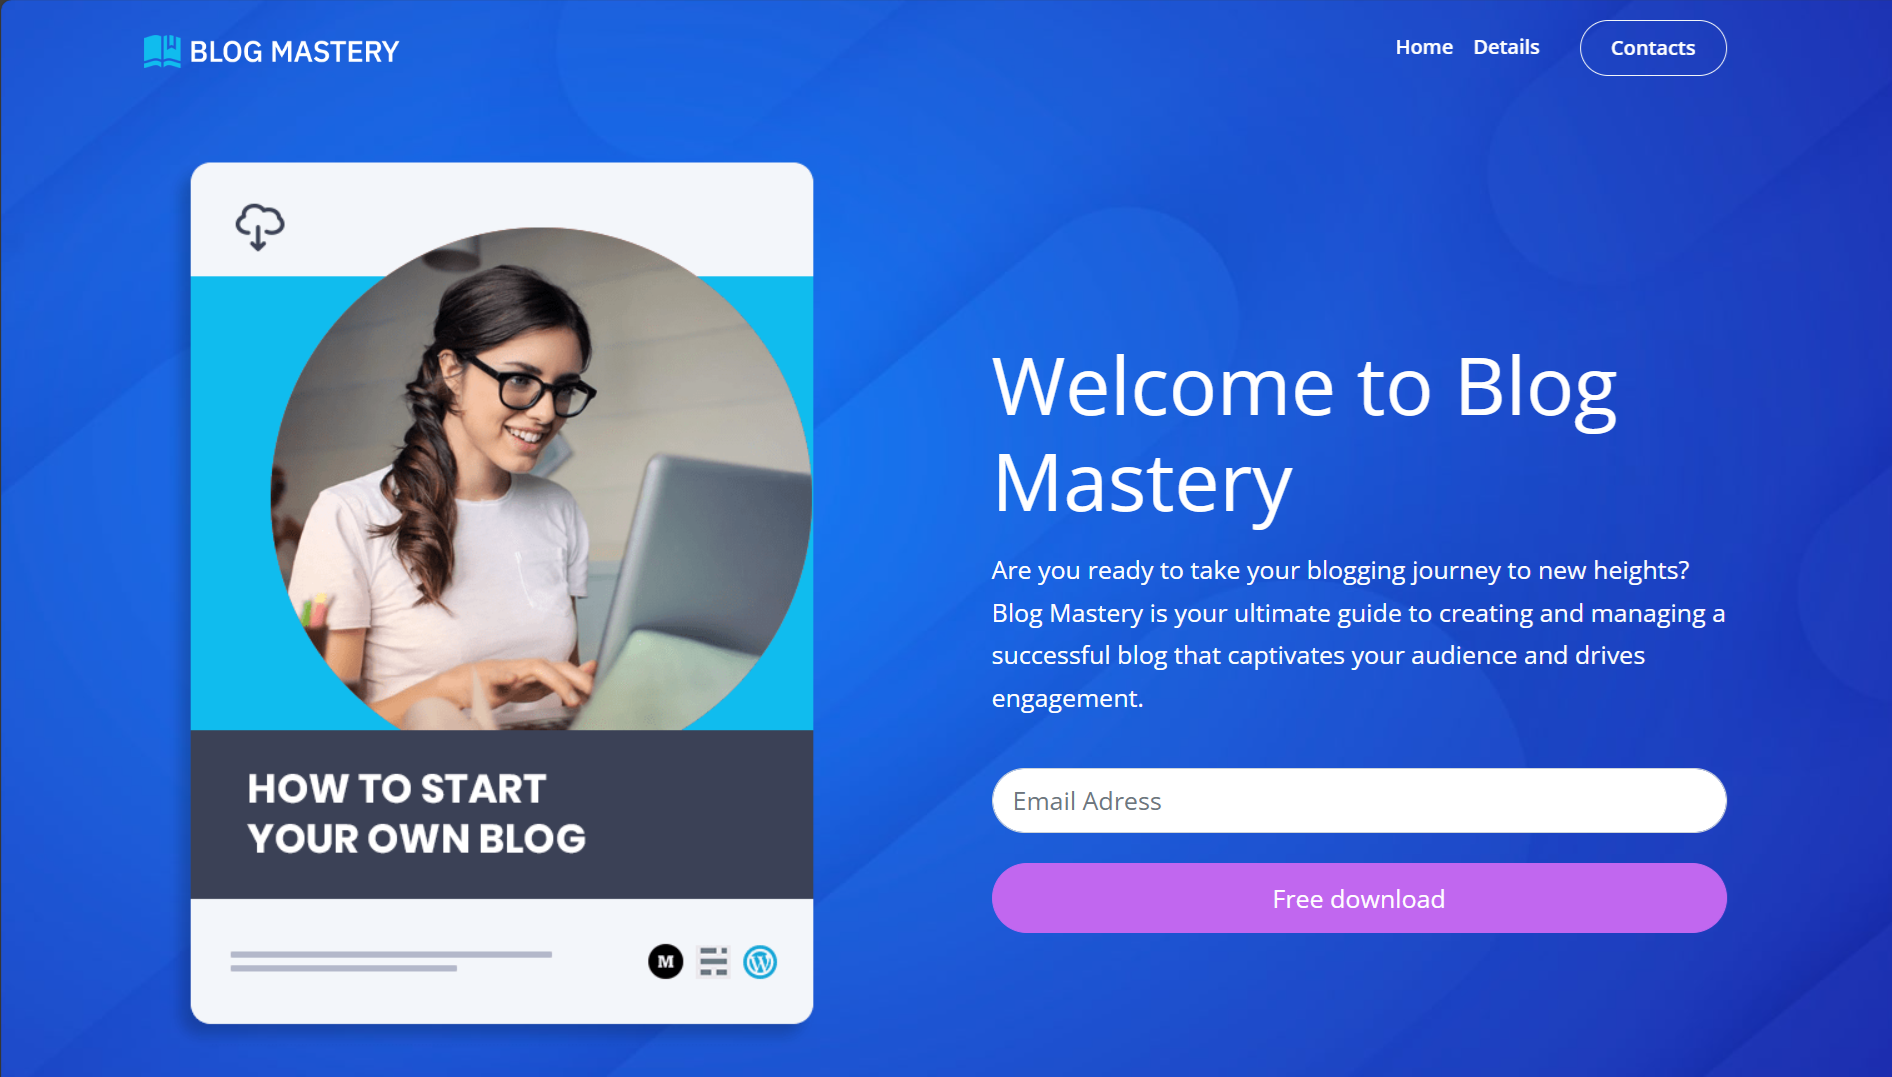 BLOG MASTERY
Home Details Contacts
HOW TO START
YOUR OWN BLOG
M
W
Welcome to Blog
Mastery
Are you ready to take your blogging journey to new heights?
Blog Mastery is your ultimate guide to creating and managing a
successful blog that captivates your audience and drives
engagement.
Email Adress
Free download